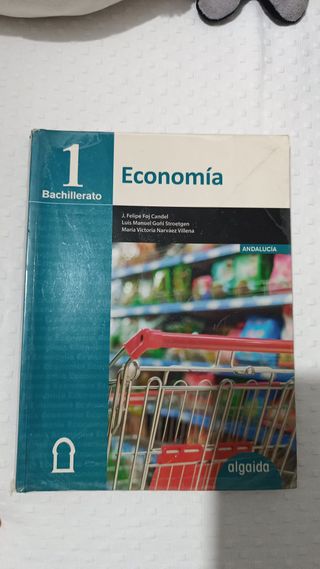 1
Bachillerato
Economía
J. Felipe Foj Candel
Luis Manuel Goñi Stroetgen
María Victoria Narváez Villena
ANDALUCÍA
algaida